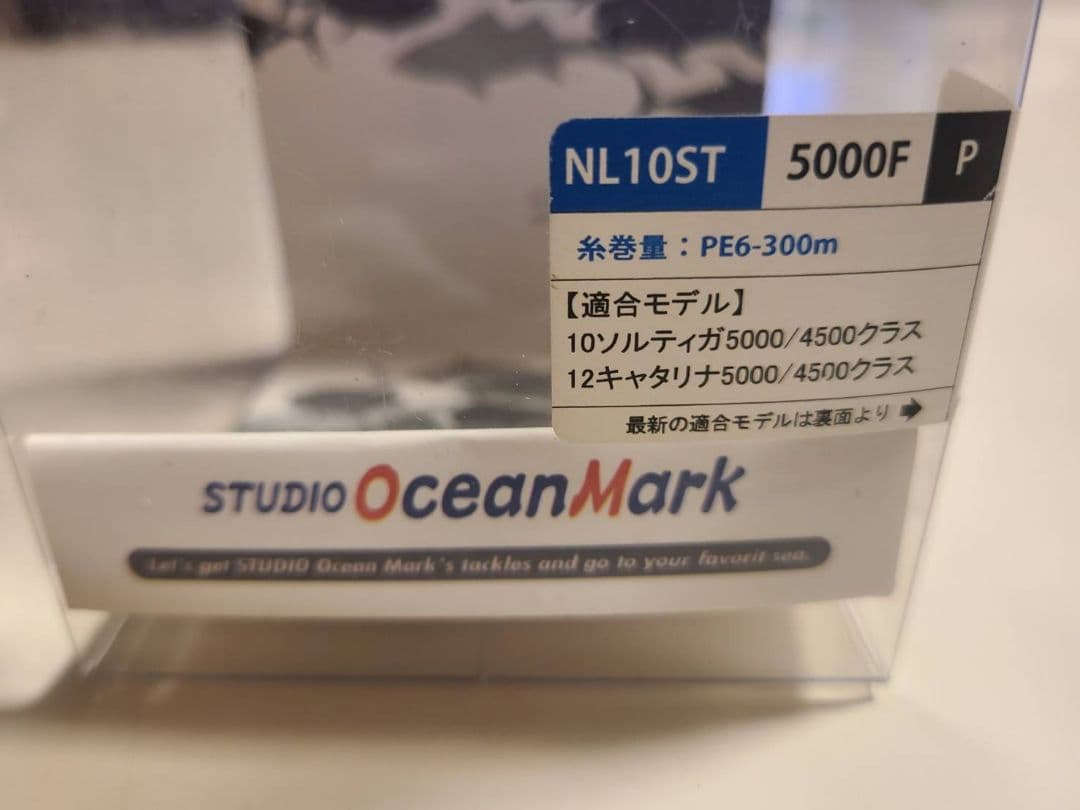 NL10ST 5000F P
糸巻量：PE6-300m
【適合モデル】
10ソルティガ5000/4500クラス
12キャタリナ5000/4500クラス
最新の適合モデルは裏面より➡
STUDIO OceanMark
Let's get STUDIO Ocean Mark's tackles and go to your favorit sea.